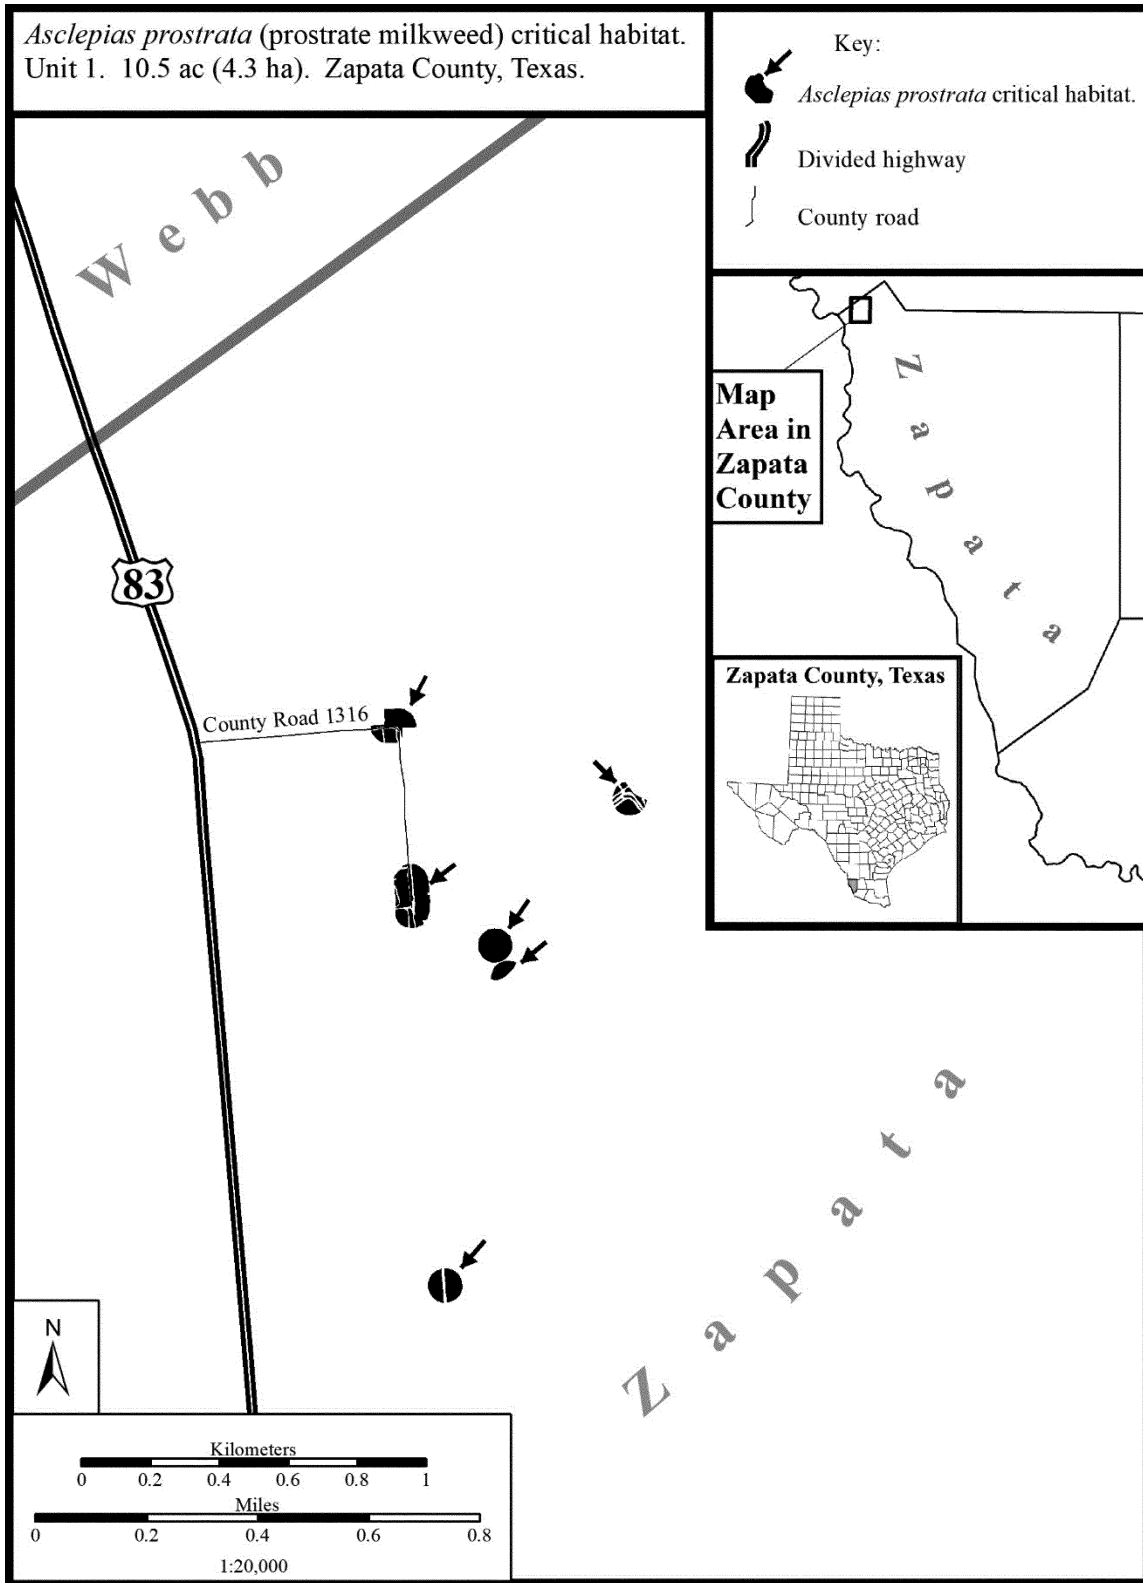 Asclepias prostrata (prostrate milkweed) critical habitat.
Unit 1.  10.5 ac (4.3 ha).  Zapata County, Texas.
Key:
Asclepias prostrata critical habitat.
Divided highway
County road
Webb
83
County Road 1316
Zapata
Map
Area in
Zapata
County
Zapata
Zapata County, Texas
N
Kilometers
0 0.2 0.4 0.6 0.8 1
Miles
0 0.2 0.4 0.6 0.8
1:20,000